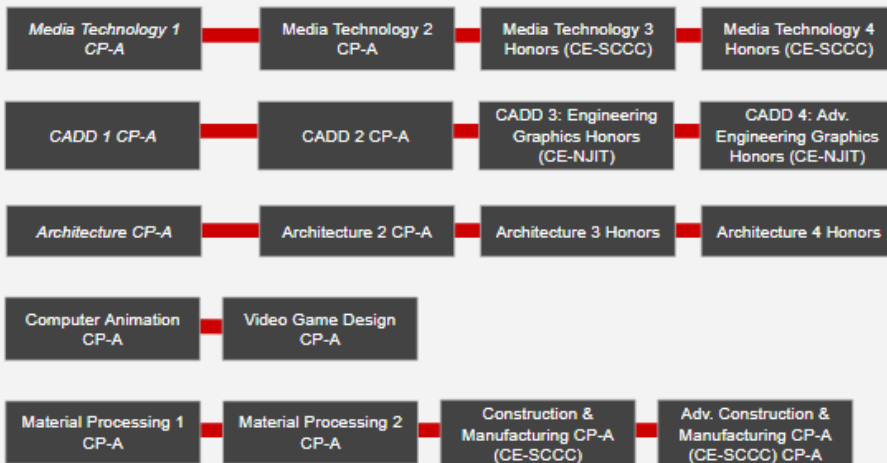 Media Technology 1
CP-A
Media Technology 2
CP-A
Media Technology 3
Honors (CE-SCCC)
Media Technology 4
Honors (CE-SCCC)
CADD 1 CP-A
CADD 2 CP-A
CADD 3: Engineering
Graphics Honors
(CE-NJIT)
CADD 4: Adv.
Engineering Graphics
Honors (CE-NJIT)
Architecture CP-A
Architecture 2 CP-A
Architecture 3 Honors
Architecture 4 Honors
Computer Animation
CP-A
Video Game Design
CP-A
Material Processing 1
CP-A
Material Processing 2
CP-A
Construction &
Manufacturing CP-A
(CE-SCCC)
Adv. Construction &
Manufacturing CP-A
(CE-SCCC) CP-A